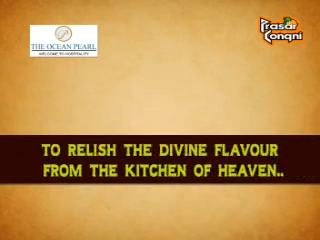 Prasar
Conqni
THE OCEAN PEARL
WELCOME TO HOSPITALITY
TO RELISH THE DIVINE FLAVOUR
FROM THE KITCHEN OF HEAVEN..